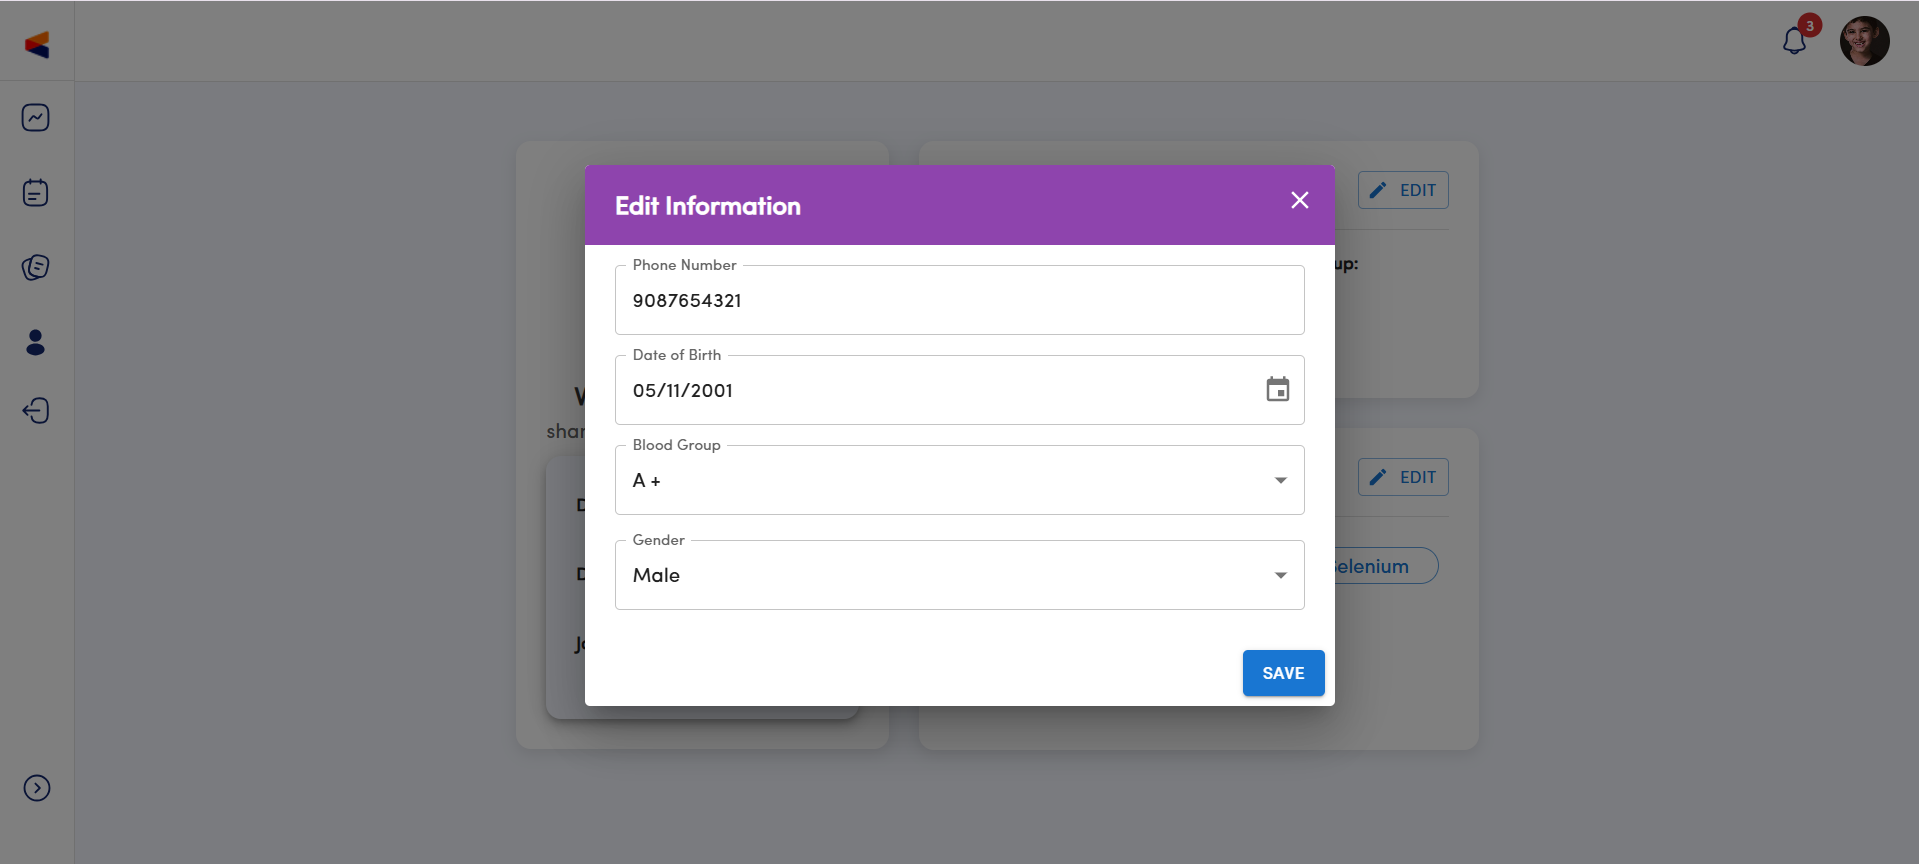 3
Edit Information
EDIT
Phone Number
9087654321
up:
Date of Birth
05/11/2001
shar
Blood Group
A +
EDIT
Gender
Male
Selenium
SAVE